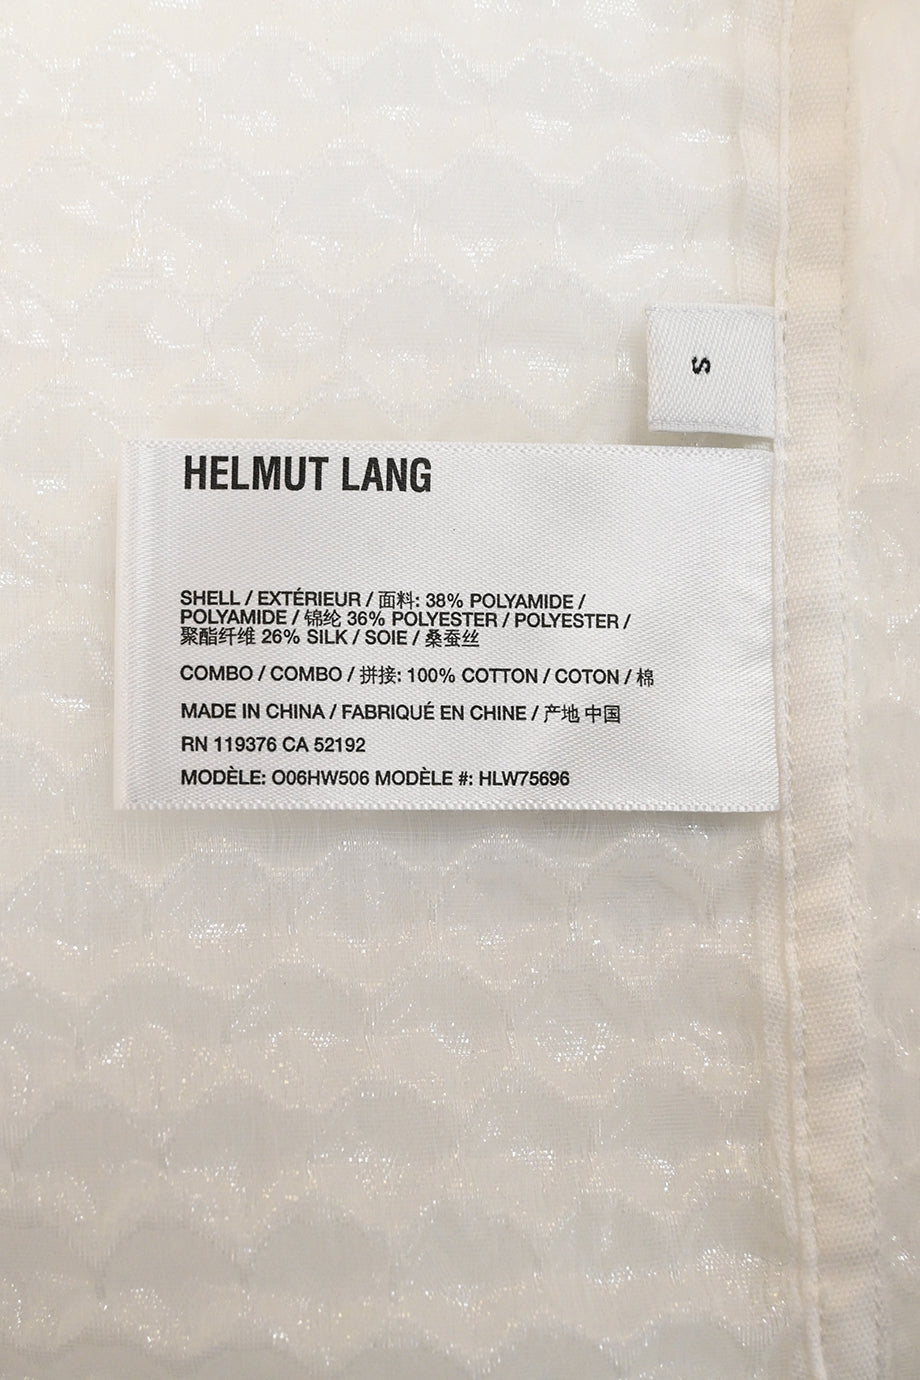 S
HELMUT LANG
SHELL / EXTÉRIEUR / 面料: 38% POLYAMIDE /
POLYAMIDE / 锦纶 36% POLYESTER / POLYESTER /
聚酯纤维 26% SILK / SOIE / 桑蚕丝
COMBO / COMBO / 拼接: 100% COTTON / COTON / 棉
MADE IN CHINA / FABRIQUÉ EN CHINE / 产地 中国
RN 119376 CA 52192
MODÈLE: O06HW506 MODÈLE #: HLW75696